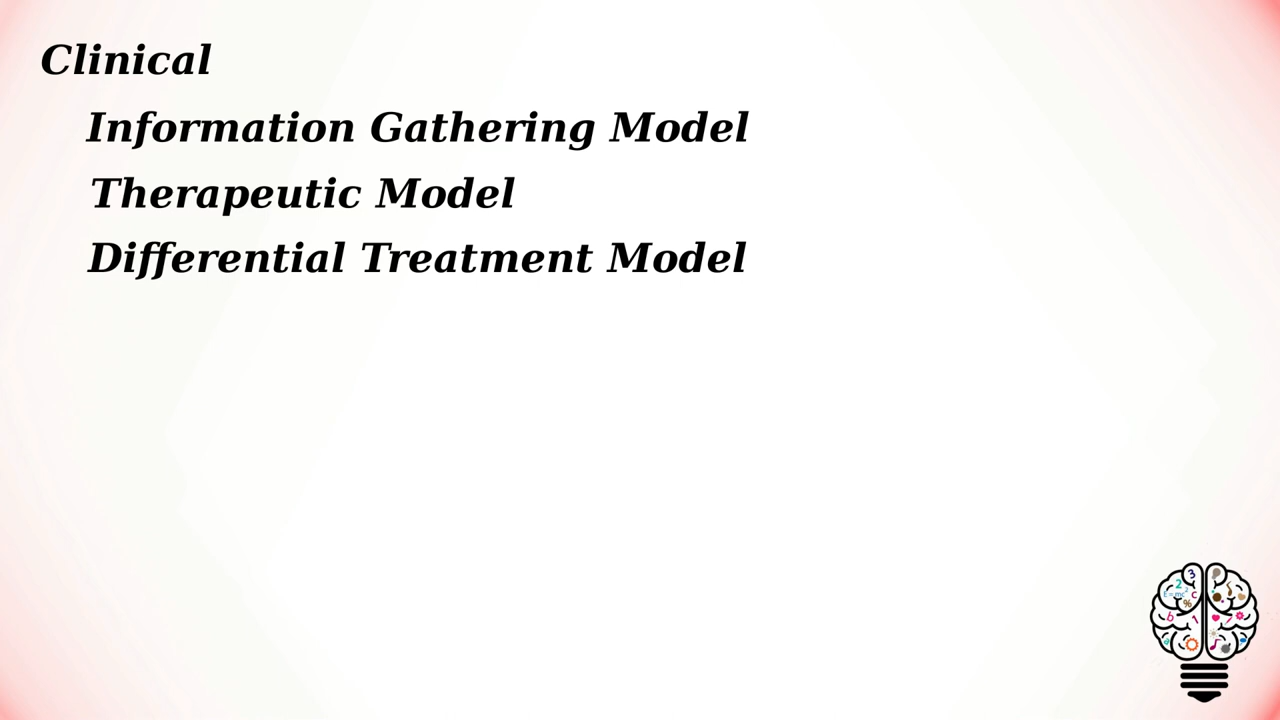 Clinical
Information Gathering Model
Therapeutic Model
Differential Treatment Model